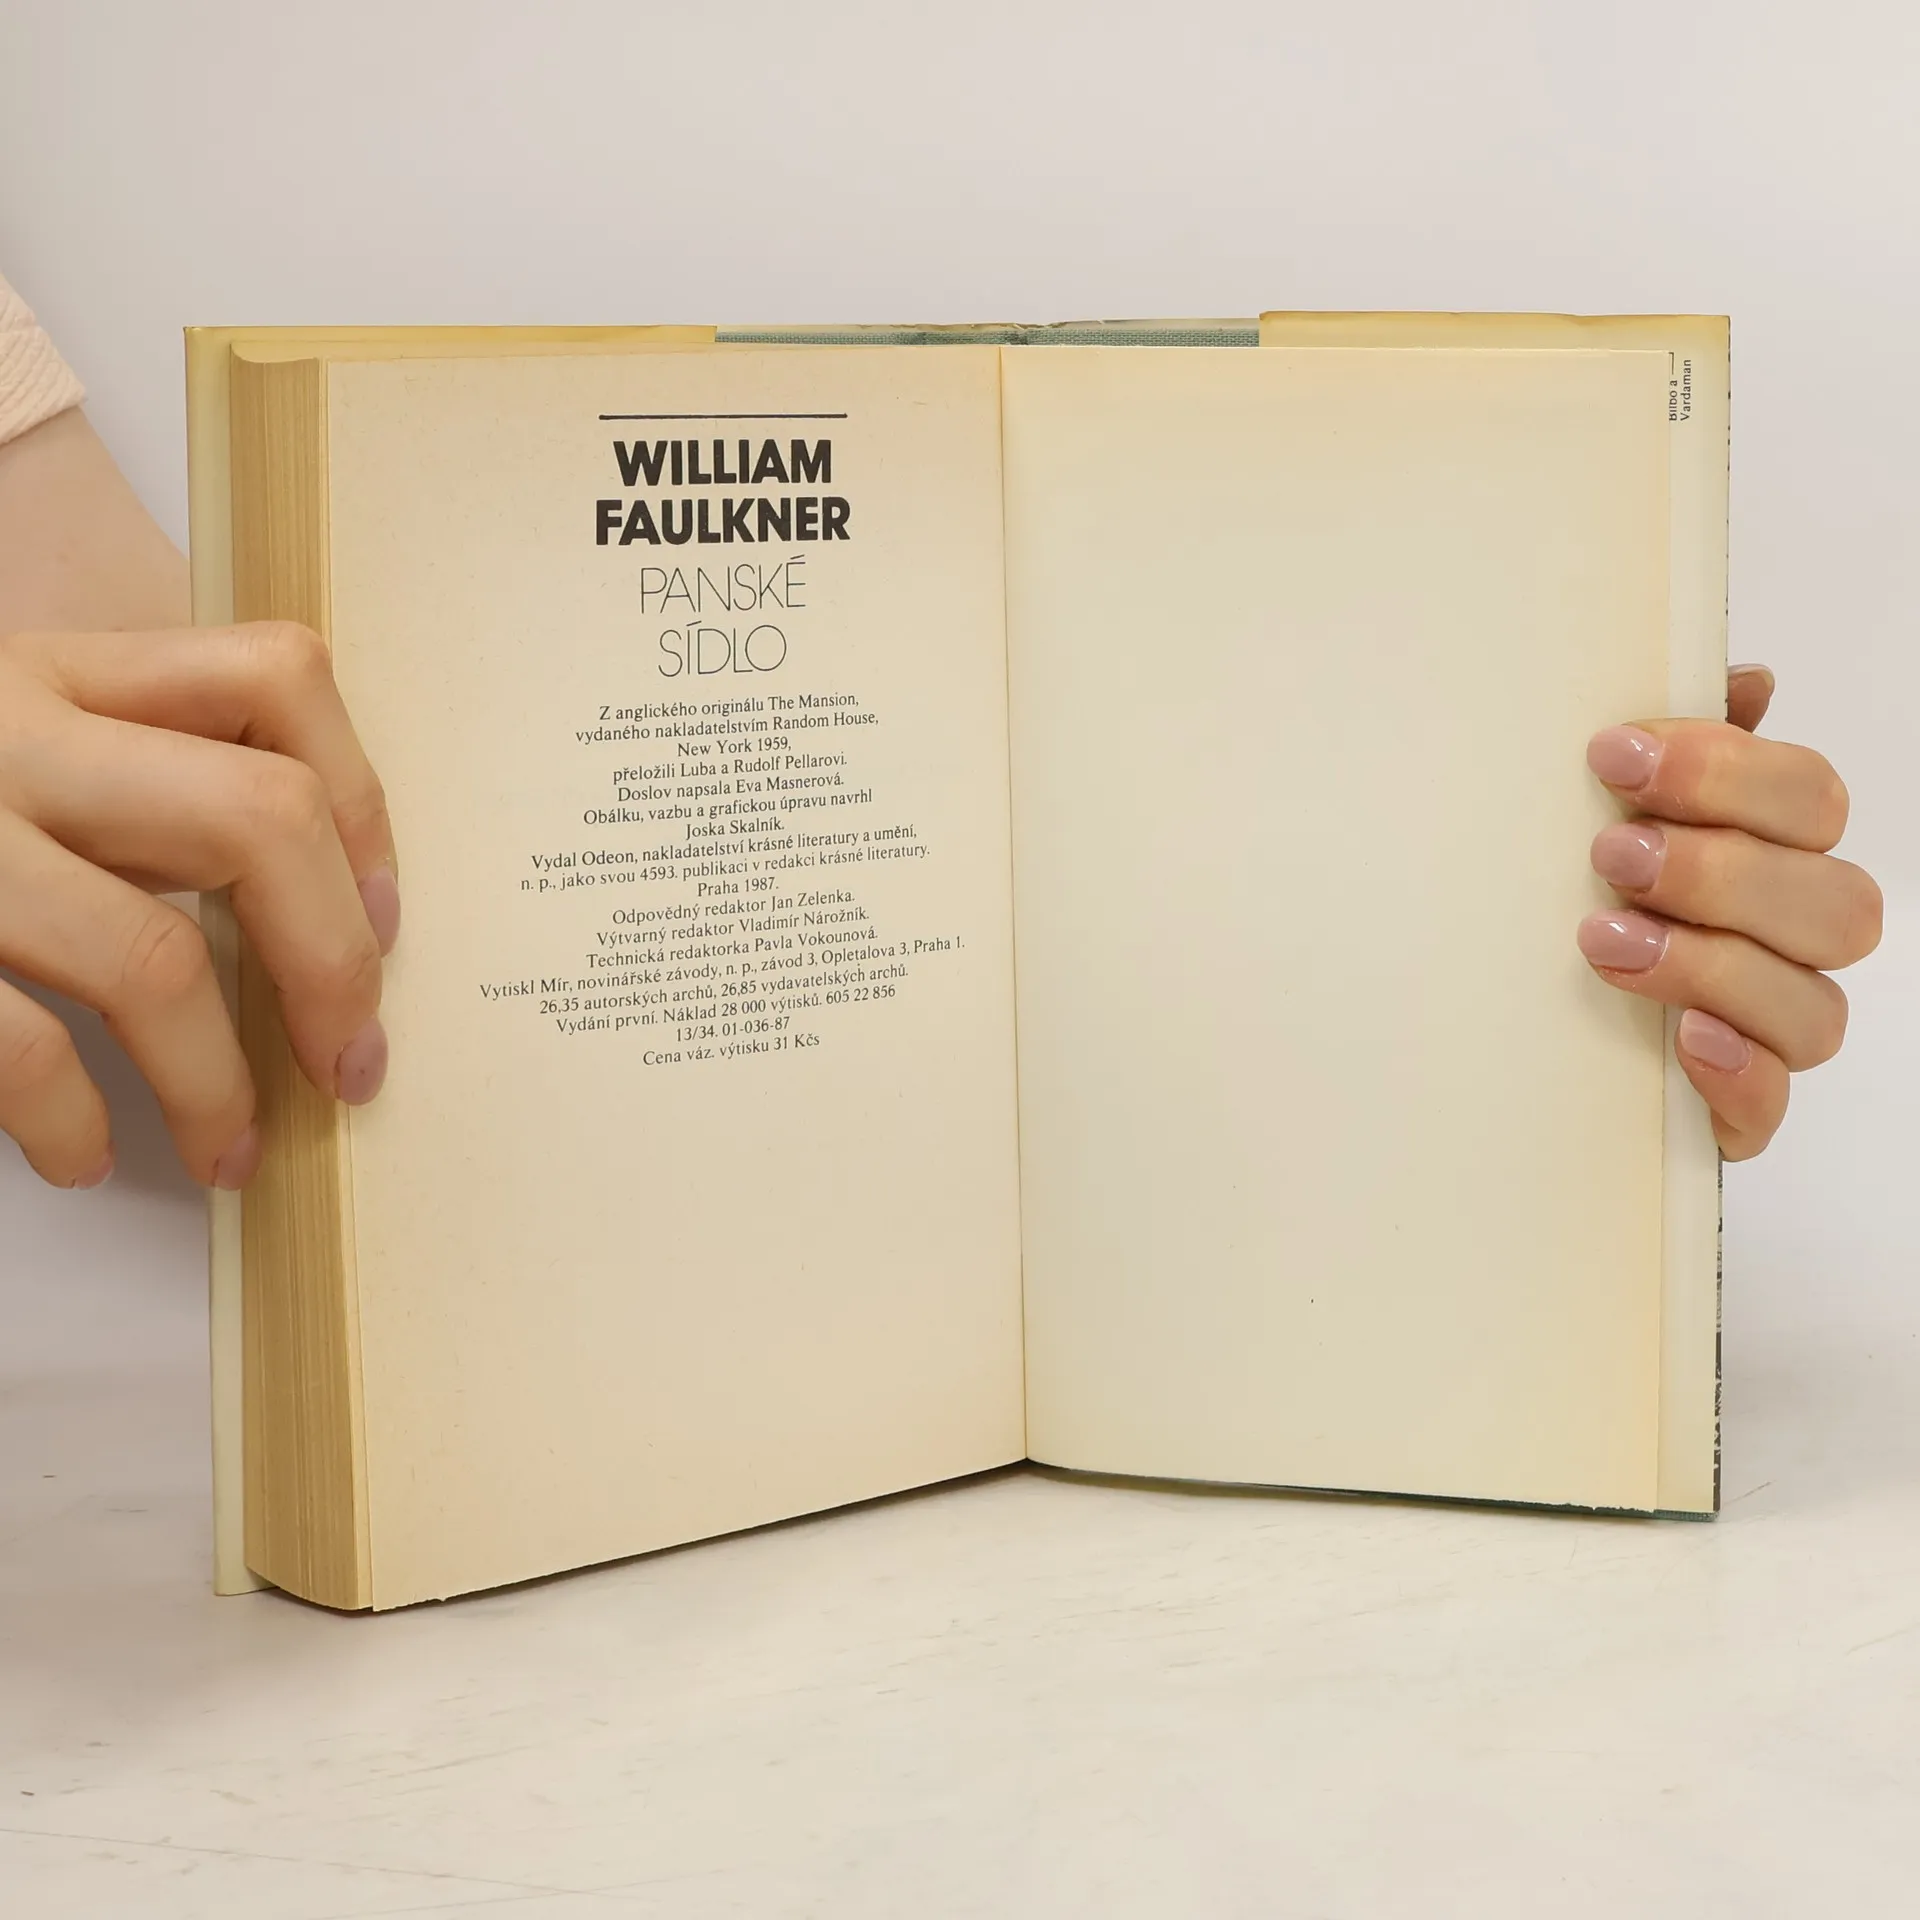 WILLIAM
FAULKNER
PANSKÉ
SÍDLO
Z anglického originálu The Mansion,
vydaného nakladatelstvím Random House,
New York 1959,
přeložili Luba a Rudolf Pellarovi.
Doslov napsala Eva Masnerová.
Obálku, vazbu a grafickou úpravu navrhl
Joska Skalník.
Vydal Odeon, nakladatelství krásné literatury a umění,
n. p., jako svou 4593. publikaci v redakci krásné literatury.
Praha 1987.
Odpovědný redaktor Jan Zelenka.
Výtvarný redaktor Vladimír Nárožník.
Technická redaktorka Pavla Vokounová.
Vytiskl Mír, novinářské závody, n. p., závod 3, Opletalova 3, Praha 1.
26,35 autorských archů, 26,85 vydavatelských archů.
Vydání první. Náklad 28 000 výtisků. 605 22 856
13/34. 01-036-87
Cena váz. výtisku 31 Kčs
Bilbo a
Vardaman